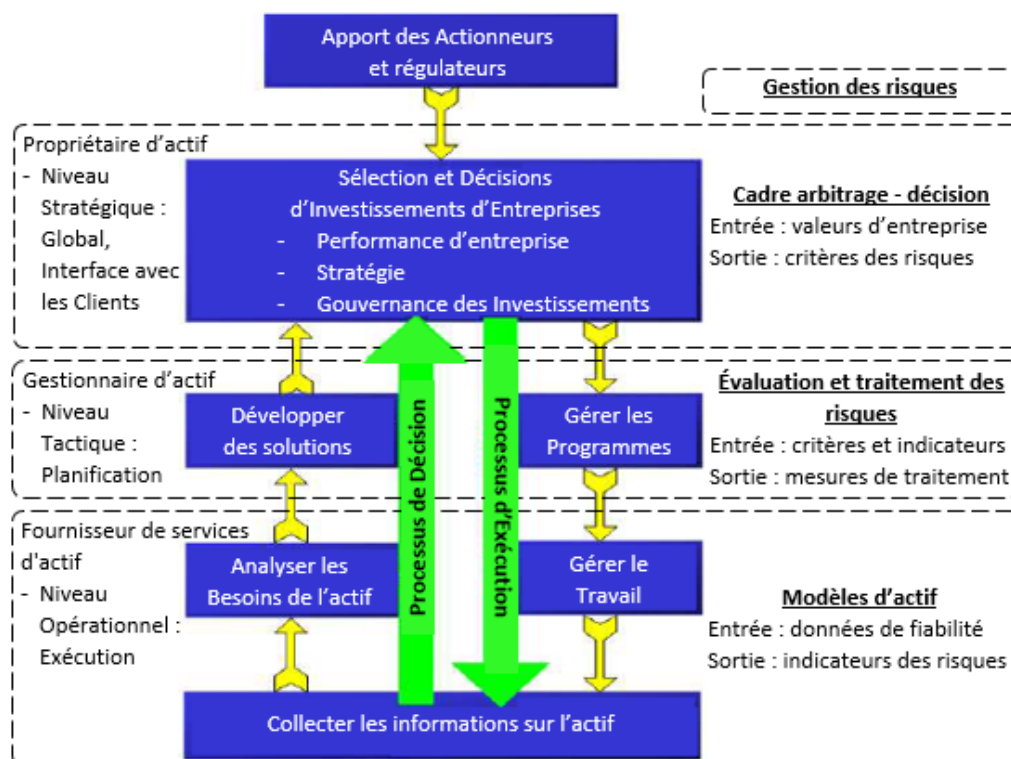 Apport des Actionneurs
et régulateurs
Gestion des risques
Propriétaire d'actif
- Niveau
Stratégique :
Global,
Interface avec
les Clients
Sélection et Décisions
d'Investissements d'Entreprises
- Performance d'entreprise
- Stratégie
- Gouvernance des Investissements
Cadre arbitrage - décision
Entrée : valeurs d'entreprise
Sortie : critères des risques
Gestionnaire d'actif
- Niveau
Tactique :
Planification
Développer
des solutions
Processus de Décision
Processus d'Exécution
Gérer les
Programmes
Évaluation et traitement des
risques
Entrée : critères et indicateurs
Sortie : mesures de traitement
Fournisseur de services
d'actif
- Niveau
Opérationnel :
Exécution
Analyser les
Besoins de l'actif
Gérer le
Travail
Modèles d'actif
Entrée : données de fiabilité
Sortie : indicateurs des risques
Collecter les informations sur l'actif